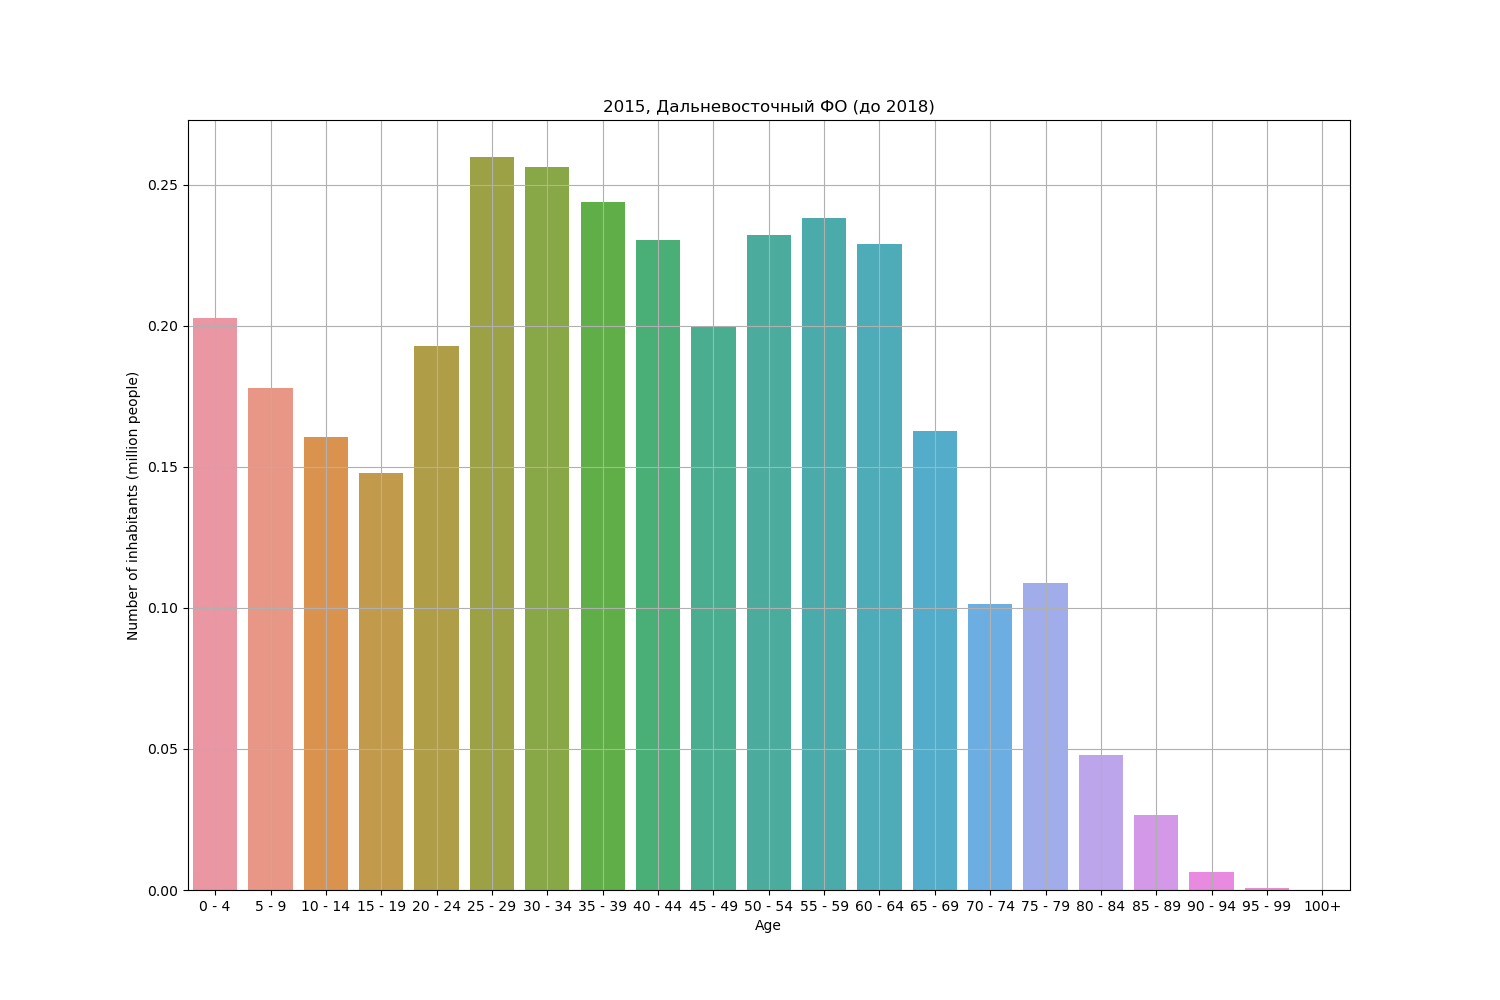 2015, Дальневосточный ФО (до 2018)
Number of inhabitants (million people)
0.25
0.20
0.15
0.10
0.05
0.00
0 - 4 5 - 9 10 - 14 15 - 19 20 - 24 25 - 29 30 - 34 35 - 39 40 - 44 45 - 49 50 - 54 55 - 59 60 - 64 65 - 69 70 - 74 75 - 79 80 - 84 85 - 89 90 - 94 95 - 99 100+
Age